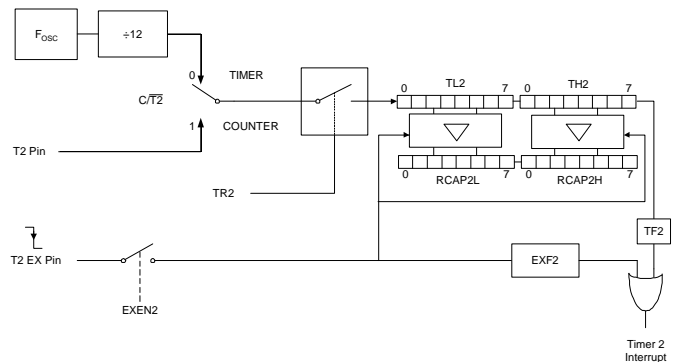 FOSC
÷12
0
TIMER
C/T2
1
COUNTER
T2 Pin
TR2
0 TL2 7
0 TH2 7
0 7
RCAP2L
0 7
RCAP2H
TF2
T2 EX Pin
EXEN2
EXF2
Timer 2
Interrupt